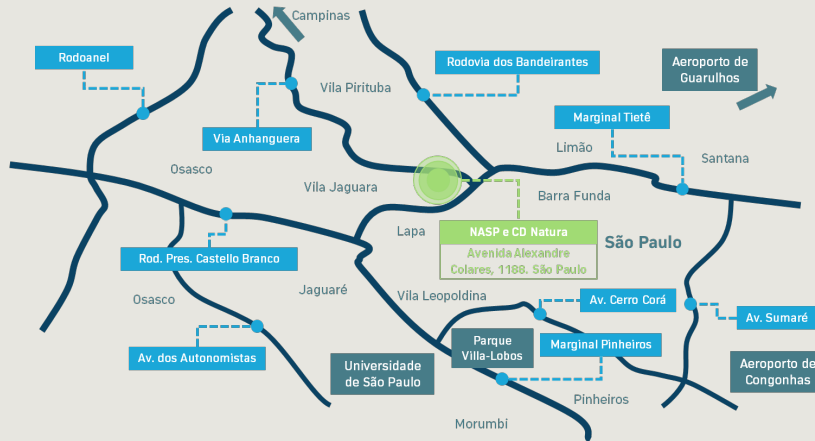 Campinas
Rodoanel
Rodovia dos Bandeirantes
Aeroporto de
Guarulhos
Vila Pirituba
Marginal Tietê
Via Anhanguera
Limão
Santana
Osasco
Vila Jaguara
Barra Funda
Lapa
NASP e CD Natura
Avenida Alexandre
Colares, 1188. São Paulo
São Paulo
Rod. Pres. Castello Branco
Jaguaré
Vila Leopoldina
Osasco
Av. Cerro Corá
Av. Sumaré
Parque
Villa-Lobos
Marginal Pinheiros
Av. dos Autonomistas
Universidade
de São Paulo
Aeroporto de
Congonhas
Pinheiros
Morumbi